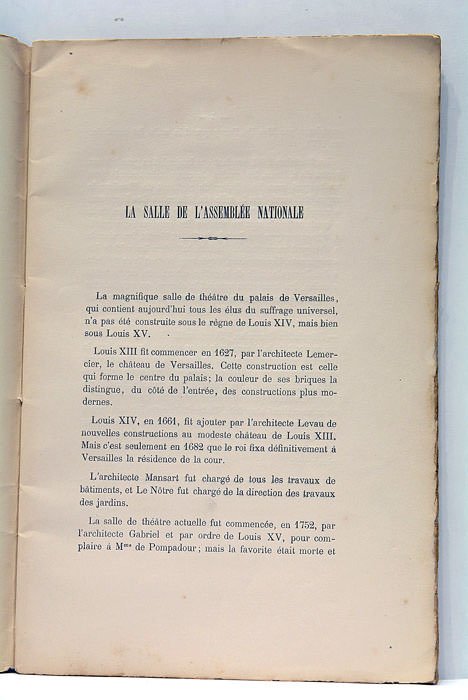 LA SALLE DE L'ASSEMBLÉE NATIONALE
La magnifique salle de théâtre du palais de Versailles,
qui contient aujourd'hui tous les élus du suffrage universel,
n'a pas été construite sous le règne de Louis XIV, mais bien
sous Louis XV.
Louis XIII fit commencer en 1627, par l'architecte Lemer-
cier, le château de Versailles. Cette construction est celle
qui forme le centre du palais; la couleur de ses briques la
distingue, du côté de l'entrée, des constructions plus mo-
dernes.
Louis XIV, en 1661, fit ajouter par l'architecte Levau de
nouvelles constructions au modeste château de Louis XIII.
Mais c'est seulement en 1682 que le roi fixa définitivement à
Versailles la résidence de la cour.
L'architecte Mansart fut chargé de tous les travaux de
bâtiments, et Le Nôtre fut chargé de la direction des travaux
des jardins.
La salle de théâtre actuelle fut commencée, en 1752, par
l'architecte Gabriel et par ordre de Louis XV, pour com-
plaire à Mme de Pompadour; mais la favorite était morte et